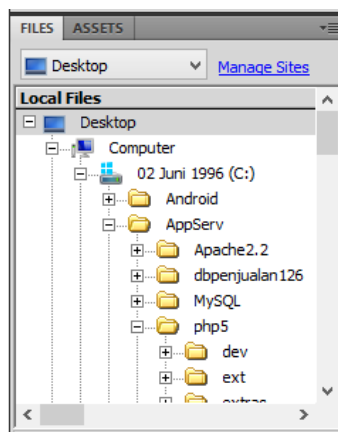 FILES ASSETS
Desktop Manage Sites
Local Files
Desktop
Computer
02 Juni 1996 (C:)
Android
AppServ
Apache2.2
dbpenjualan126
MySQL
php5
dev
ext
extras